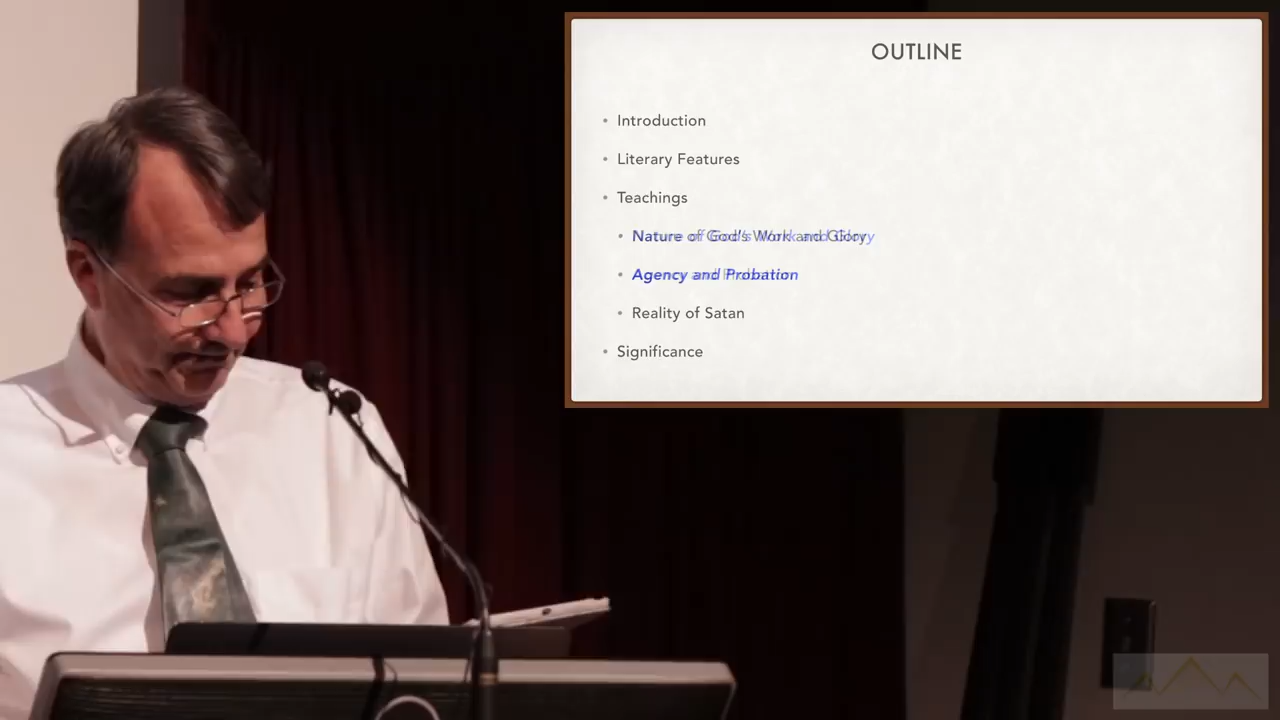 OUTLINE
• Introduction
• Literary Features
• Teachings
• Nature of God's Work and Glory
• Agency and Probation
• Reality of Satan
• Significance